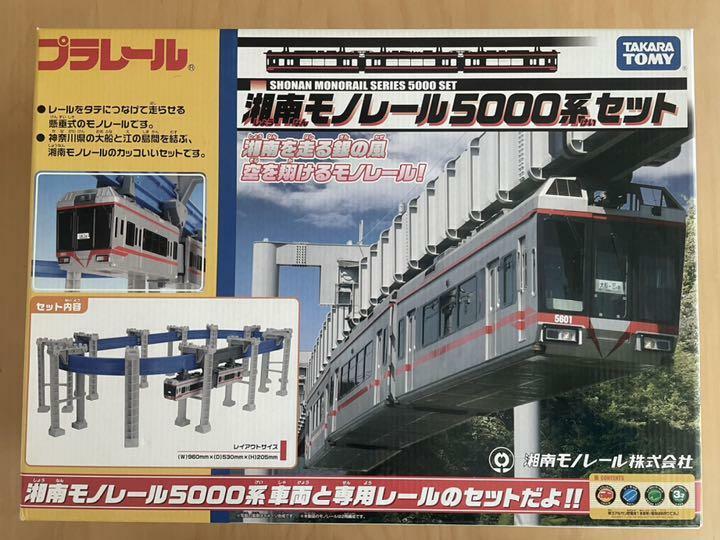 プラレール
®
TAKARA
TOMY
SHONAN MONORAIL SERIES 5000 SET
湘南モノレール5000系セット
●レールをタテにつなげて走らせる
懸垂式のモノレールです。
●神奈川県の大船と江の島間を結ぶ、
湘南モノレールのカッコいいセットです。
湘南を走る銀の風
空を翔けるモノレール!
5601
セット内容
レイアウトサイズ
(W)960mm×(D)530mm×(H)205mm
湘南モノレール株式会社
湘南モノレール5000系車両と専用レールのセットだよ!!
CONTENTS